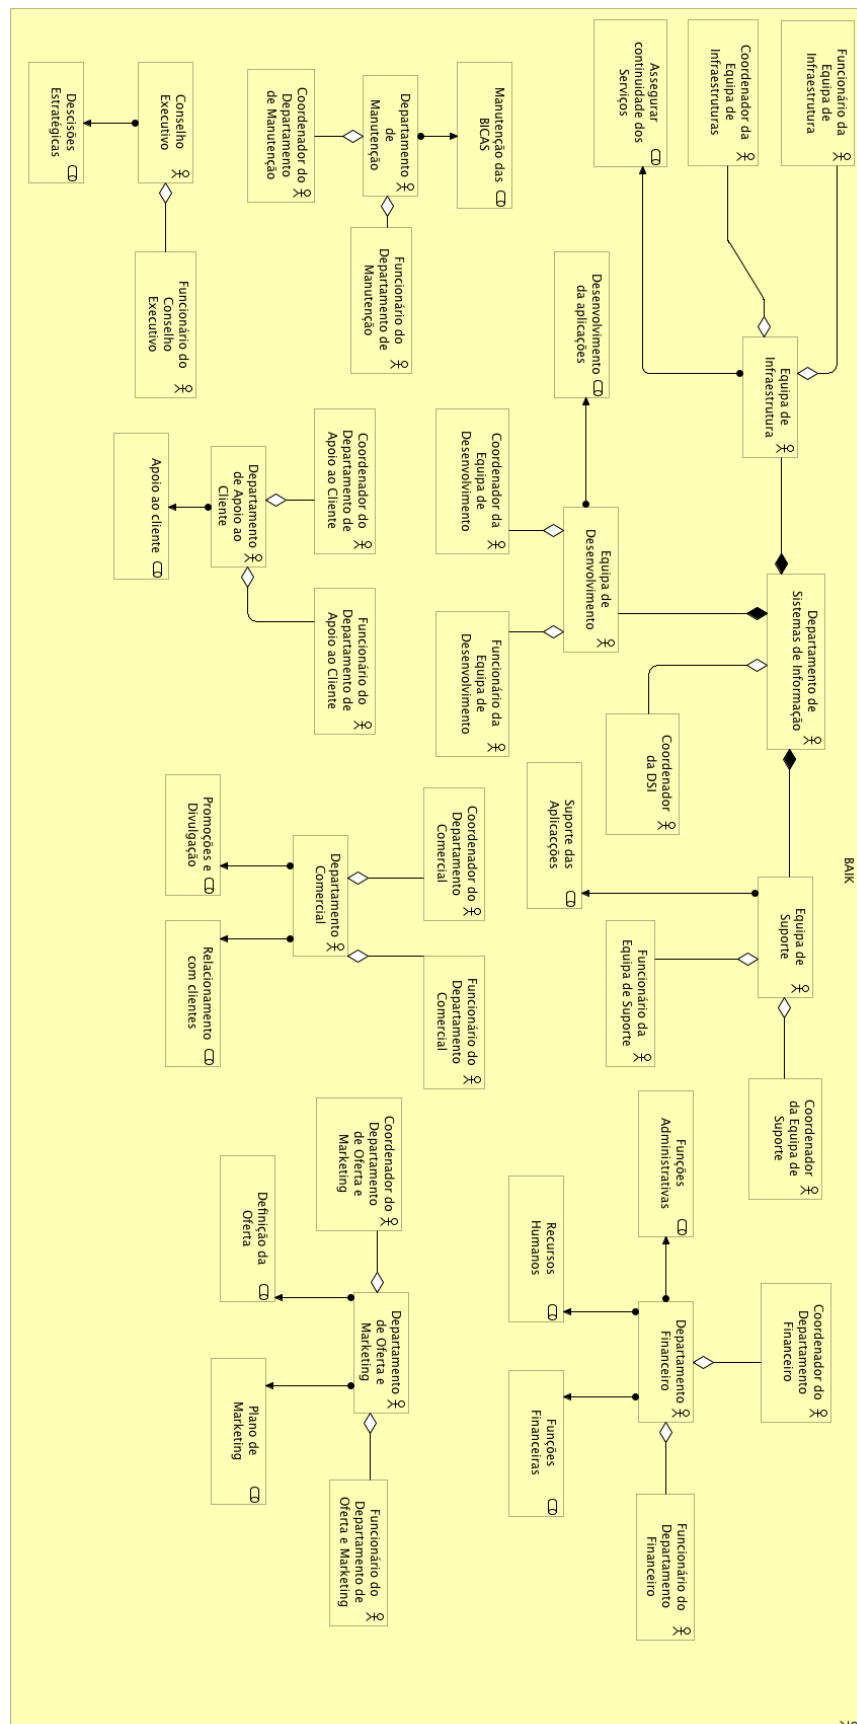 BAIK
Funcionário da
Equipa de
Infraestrutura
Coordenador da
Equipa de
Infraestruturas
Assegurar
continuidade dos
Serviços
Equipa de
Infraestrutura
Departamento de
Sistemas de Informação
Equipa de
Suporte
Coordenador
da Equipa de
Suporte
Coordenador do
Departamento
Financeiro
Manutenção das
BICAS
Departamento
de
Manutenção
Coordenador do
Departamento
de Manutenção
Funcionário do
Departamento de
Manutenção
Desenvolvimento
da aplicações
Equipa de
Desenvolvimento
Coordenador da
Equipa de
Desenvolvimento
Funcionário da
Equipa de
Desenvolvimento
Coordenador
da DSI
Suporte das
Aplicacções
Funcionário da
Equipa de Suporte
Funções
Administrativas
Departamento
Financeiro
Funcionário do
Departamento
Financeiro
Recursos
Humanos
Funções
Financeiras
Conselho
Executivo
Descisões
Estratégicas
Funcionário do
Conselho
Executivo
Coordenador do
Departamento de
Apoio ao Cliente
Departamento
de Apoio ao
Cliente
Funcionário do
Departamento de
Apoio ao Cliente
Apoio ao cliente
Coordenador do
Departamento
Comercial
Funcionário do
Departamento
Comercial
Departamento
Comercial
Promoções e
Divulgação
Relacionamento
com clientes
Coordenador do
Departamento
de Oferta e
Marketing
Departamento
de Oferta e
Marketing
Funcionário do
Departamento de
Oferta e Marketing
Definição da
Oferta
Plano de
Marketing